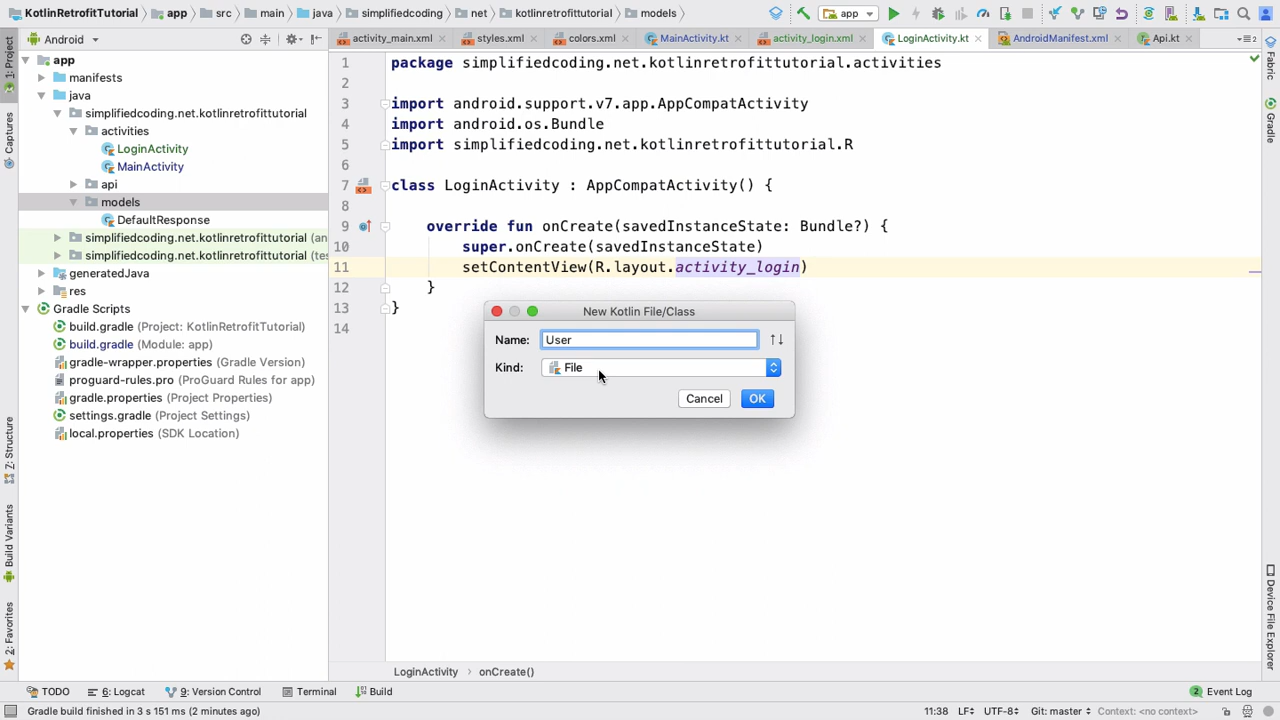 KotlinRetrofitTutorial
app
src
main
java
simplifiedcoding
net
kotlinretrofittutorial
models
app
Android
activity_main.xml
styles.xml
colors.xml
MainActivity.kt
activity_login.xml
LoginActivity.kt
AndroidManifest.xml
Api.kt
1: Project
Captures
Z: Structure
Build Variants
2: Favorites
app
manifests
java
simplifiedcoding.net.kotlinretrofittutorial
activities
LoginActivity
MainActivity
api
models
DefaultResponse
simplifiedcoding.net.kotlinretrofittutorial (an
simplifiedcoding.net.kotlinretrofittutorial (tes
generatedJava
res
Gradle Scripts
build.gradle (Project: KotlinRetrofitTutorial)
build.gradle (Module: app)
gradle-wrapper.properties (Gradle Version)
proguard-rules.pro (ProGuard Rules for app)
gradle.properties (Project Properties)
settings.gradle (Project Settings)
local.properties (SDK Location)
1 package simplifiedcoding.net.kotlinretrofittutorial.activities
2
3 import android.support.v7.app.AppCompatActivity
4 import android.os.Bundle
5 import simplifiedcoding.net.kotlinretrofittutorial.R
6
7 class LoginActivity : AppCompatActivity() {
8
9 override fun onCreate(savedInstanceState: Bundle?) {
10 super.onCreate(savedInstanceState)
11 setContentView(R.layout.activity_login)
12 }
13 }
14
New Kotlin File/Class
Name: User
Kind: File
Cancel OK
Fabric
Gradle
Device File Explorer
LoginActivity › onCreate()
TODO
6: Logcat
9: Version Control
Terminal
Build
2 Event Log
Gradle build finished in 3 s 151 ms (2 minutes ago)
11:38 LF÷ UTF-8÷ Git: master÷ Context: <no context>